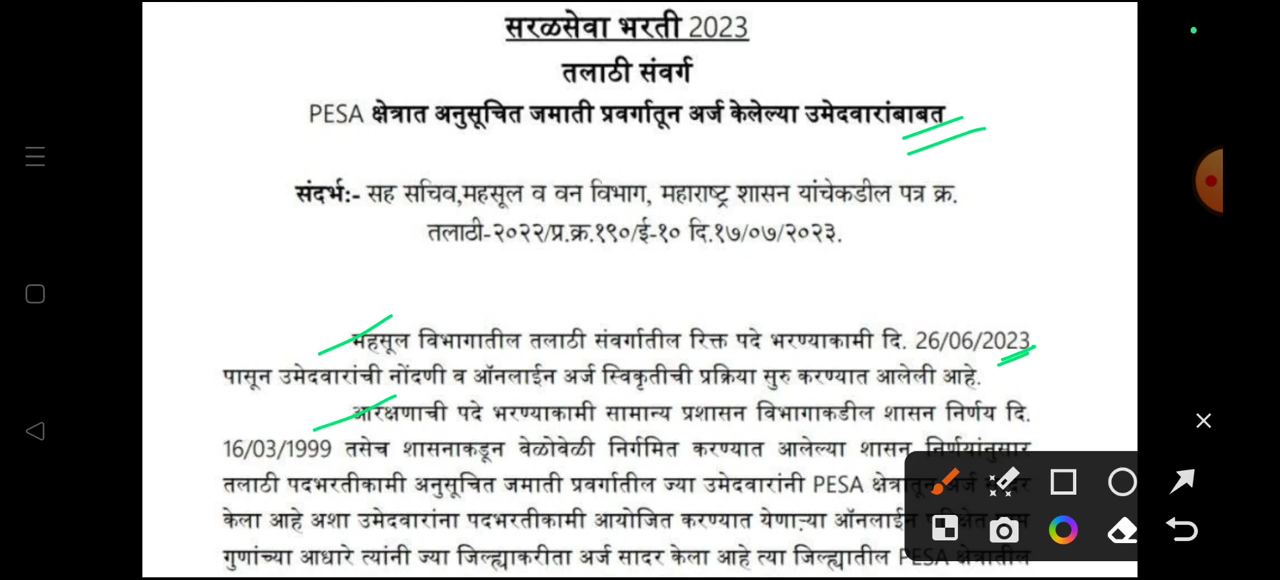 सरळसेवा भरती 2023
तलाठी संवर्ग
PESA क्षेत्रात अनुसूचित जमाती प्रवर्गातून अर्ज केलेल्या उमेदवारांबाबत
संदर्भ:- सह सचिव,महसूल व वन विभाग, महाराष्ट्र शासन यांचेकडील पत्र क्र.
तलाठी-२०२२/प्र.क्र.१९०/ई-१० दि.१७/०७/२०२३.
महसूल विभागातील तलाठी संवर्गातील रिक्त पदे भरण्याकामी दि. 26/06/2023
पासून उमेदवारांची नोंदणी व ऑनलाईन अर्ज स्विकृतीची प्रक्रिया सुरु करण्यात आलेली आहे.
आरक्षणाची पदे भरण्याकामी सामान्य प्रशासन विभागाकडील शासन निर्णय दि.
16/03/1999 तसेच शासनाकडून वेळोवेळी निर्गमित करण्यात आलेल्या शासन निर्णयांनुसार
तलाठी पदभरतीकामी अनुसूचित जमाती प्रवर्गातील ज्या उमेदवारांनी PESA क्षेत्रातून अर्ज सादर
केला आहे अशा उमेदवारांना पदभरतीकामी आयोजित करण्यात येणाऱ्या ऑनलाईन
गुणांच्या आधारे त्यांनी ज्या जिल्ह्याकरीता अर्ज सादर केला आहे त्या जिल्ह्यातील PESA क्षेत्रातील